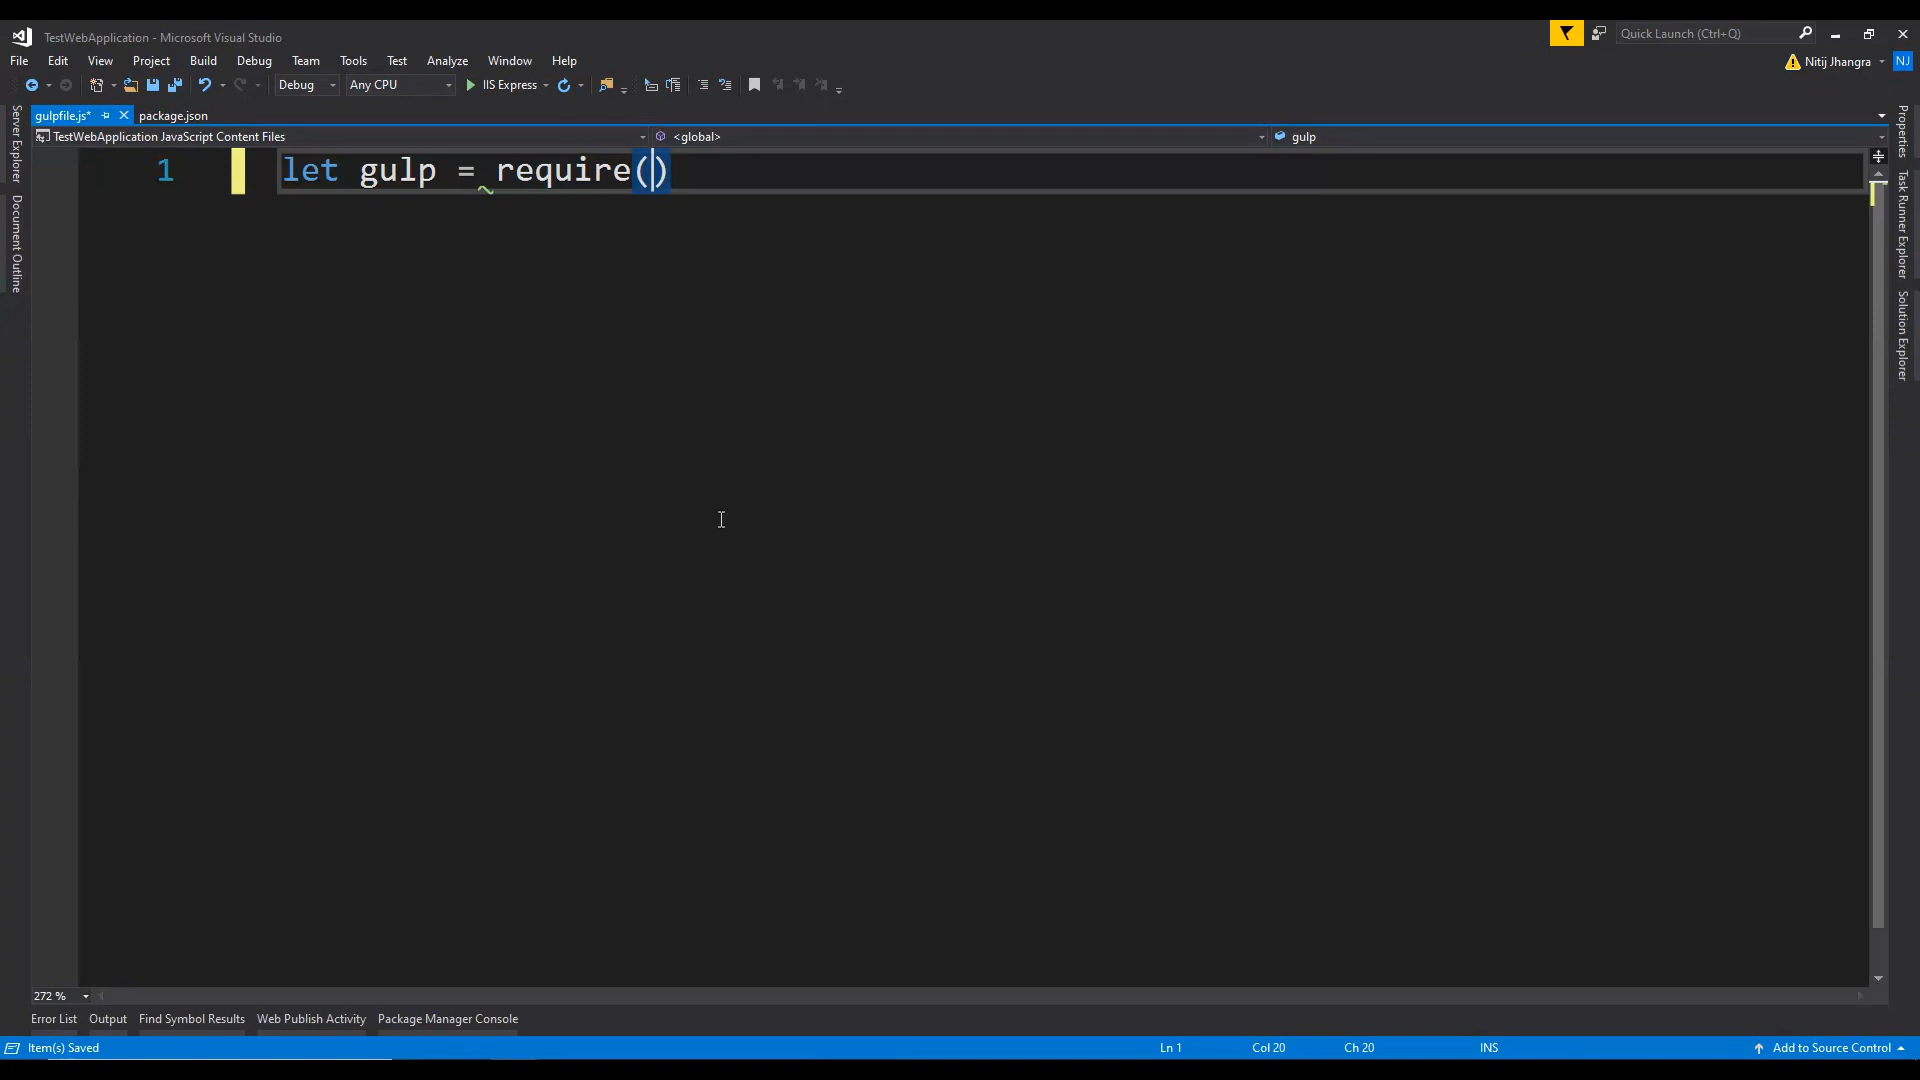 TestWebApplication - Microsoft Visual Studio
Quick Launch (Ctrl+Q)
File Edit View Project Build Debug Team Tools Test Analyze Window Help
Nitij Jhangra NJ
Debug Any CPU IIS Express
gulpfile.js* package.json
TestWebApplication JavaScript Content Files <global> gulp
1 let gulp = require()
Server Explorer
Document Outline
Properties
Task Runner Explorer
Solution Explorer
272 %
Error List Output Find Symbol Results Web Publish Activity Package Manager Console
Item(s) Saved Ln 1 Col 20 Ch 20 INS Add to Source Control